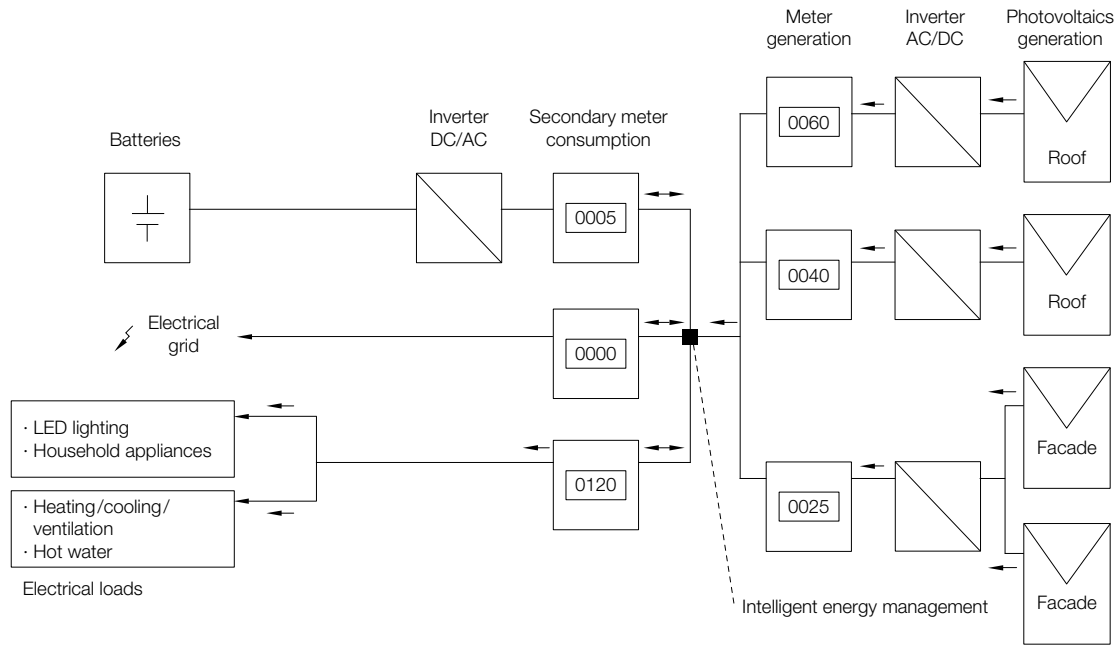 Meter
generation
Inverter
AC/DC
Photovoltaics
generation
0060
Roof
Batteries
Inverter
DC/AC
Secondary meter
consumption
0005
0040
Roof
Electrical
grid
0000
· LED lighting
· Household appliances
0120
Facade
0025
· Heating/cooling/
ventilation
· Hot water
Electrical loads
Intelligent energy management
Facade